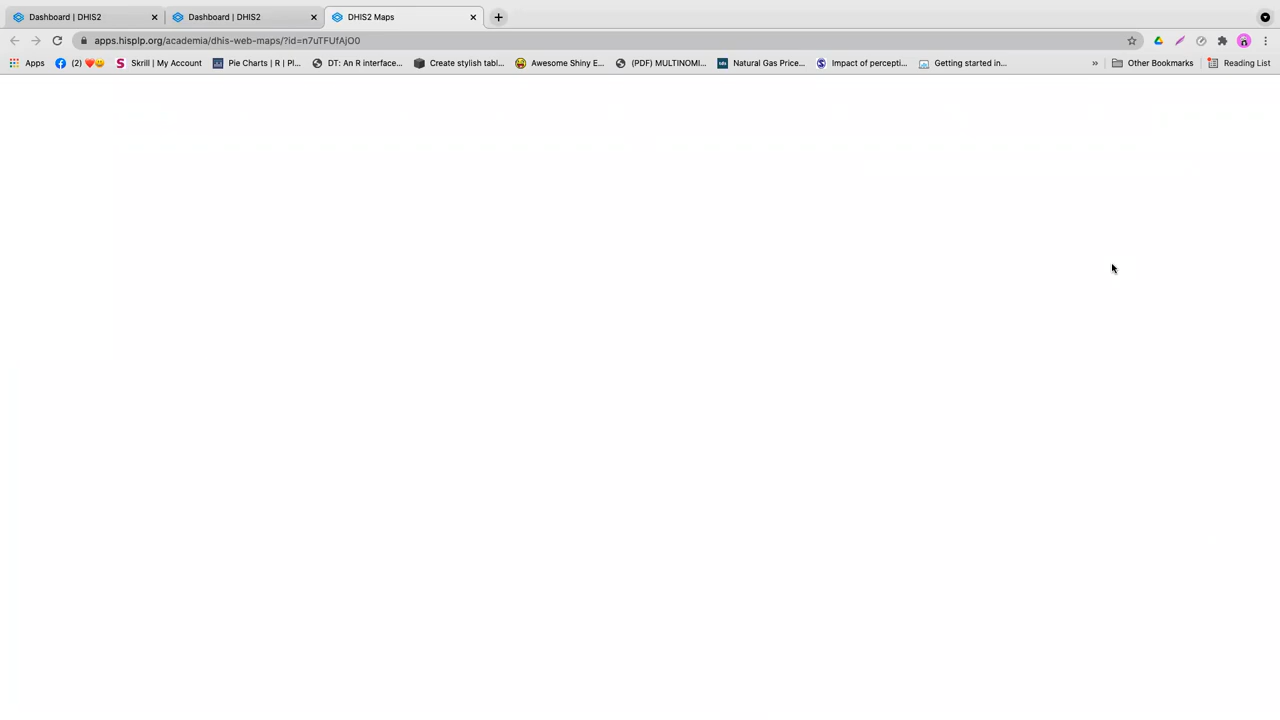 Dashboard | DHIS2
Dashboard | DHIS2
DHIS2 Maps
apps.hisplp.org/academia/dhis-web-maps/?id=n7uTFUfAjO0
Apps
(2) ❤️😀
Skrill | My Account
Pie Charts | R | Pl...
DT: An R interface...
Create stylish tabl...
Awesome Shiny E...
(PDF) MULTINOMI...
Natural Gas Price...
Impact of percepti...
Getting started in...
»
Other Bookmarks
Reading List